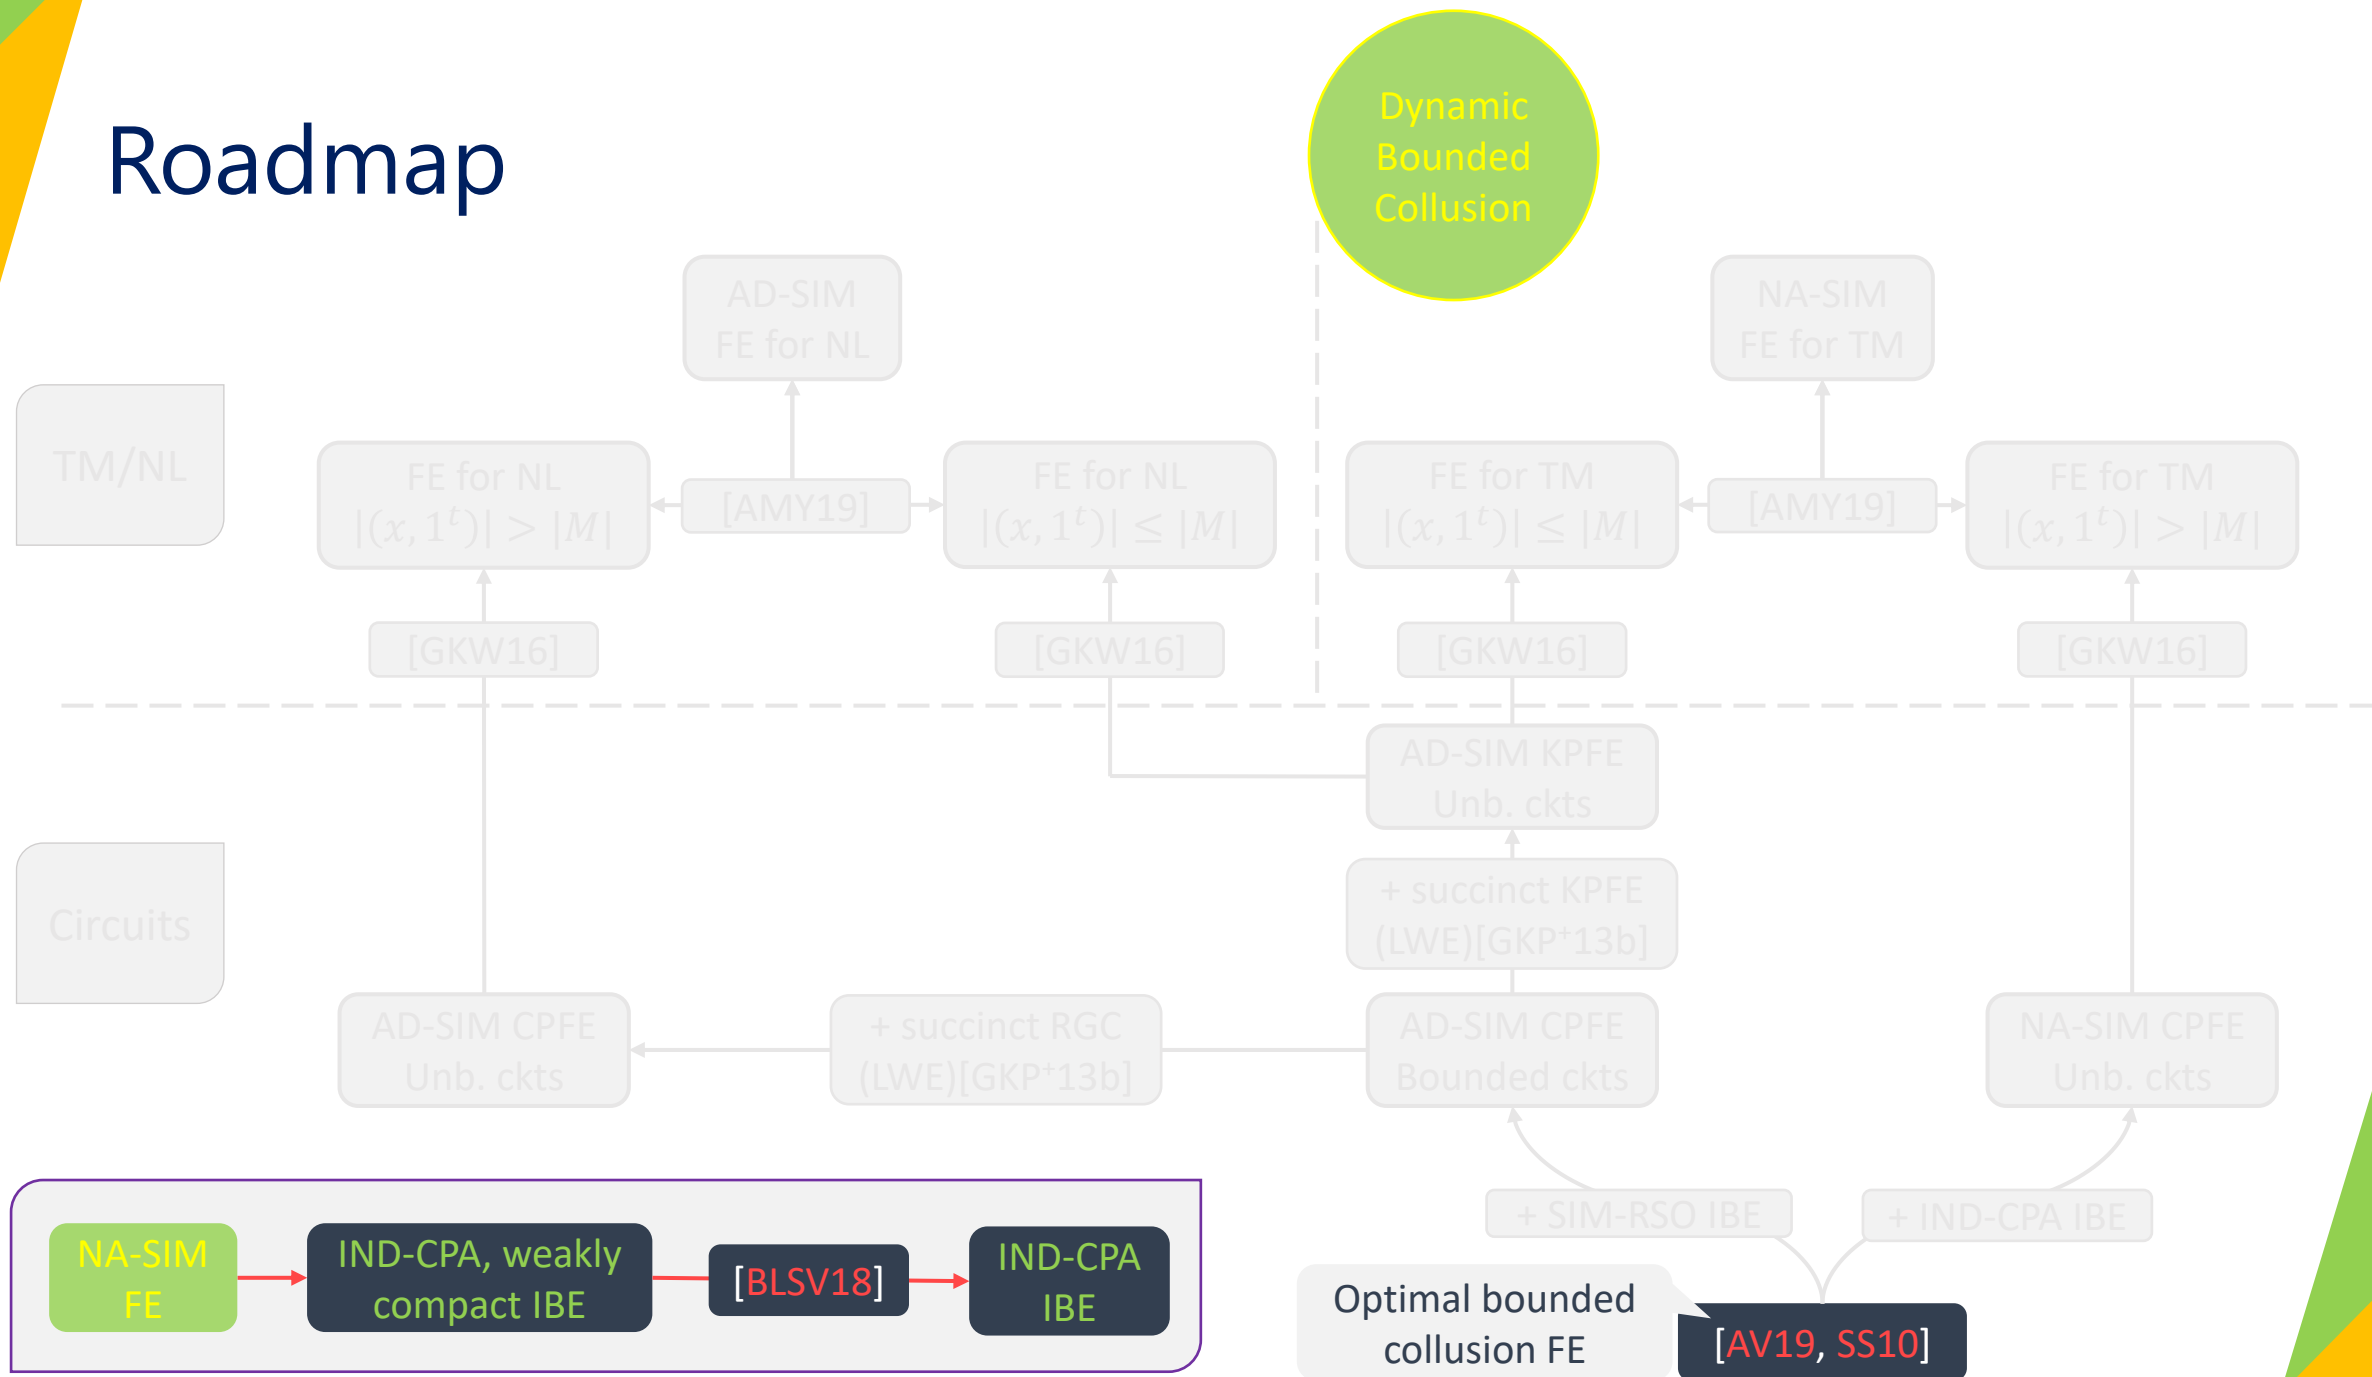 Roadmap
Dynamic
Bounded
Collusion
AD-SIM
FE for NL
NA-SIM
FE for TM
TM/NL
FE for NL
|(x, 1^t)| > |M|
[AMY19]
FE for NL
|(x, 1^t)| ≤ |M|
FE for TM
|(x, 1^t)| ≤ |M|
[AMY19]
FE for TM
|(x, 1^t)| > |M|
[GKW16]
[GKW16]
[GKW16]
[GKW16]
AD-SIM KPFE
Unb. ckts
Circuits
+ succinct KPFE
(LWE)[GKP⁺13b]
AD-SIM CPFE
Unb. ckts
+ succinct RGC
(LWE)[GKP⁺13b]
AD-SIM CPFE
Bounded ckts
NA-SIM CPFE
Unb. ckts
+ SIM-RSO IBE
+ IND-CPA IBE
NA-SIM
FE
IND-CPA, weakly
compact IBE
[BLSV18]
IND-CPA
IBE
Optimal bounded
collusion FE
[AV19, SS10]